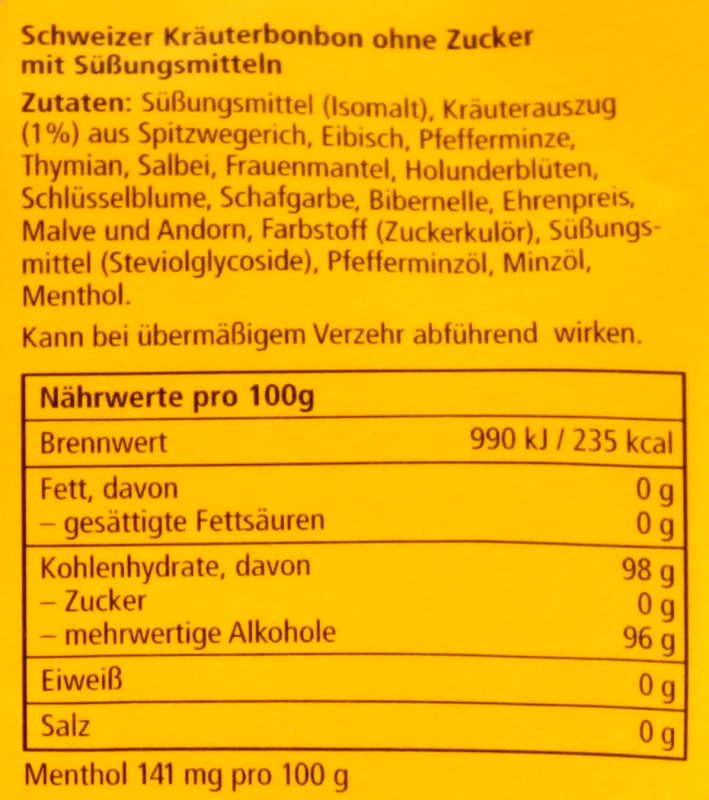 Schweizer Kräuterbonbon ohne Zucker
mit Süßungsmitteln
Zutaten: Süßungsmittel (Isomalt), Kräuterauszug
(1%) aus Spitzwegerich, Eibisch, Pfefferminze,
Thymian, Salbei, Frauenmantel, Holunderblüten,
Schlüsselblume, Schafgarbe, Bibernelle, Ehrenpreis,
Malve und Andorn, Farbstoff (Zuckerkulör), Süßungs-
mittel (Steviolglycoside), Pfefferminzöl, Minzöl,
Menthol.
Kann bei übermäßigem Verzehr abführend wirken.
Nährwerte pro 100g
Brennwert 990 kJ / 235 kcal
Fett, davon 0 g
– gesättigte Fettsäuren 0 g
Kohlenhydrate, davon 98 g
– Zucker 0 g
– mehrwertige Alkohole 96 g
Eiweiß 0 g
Salz 0 g
Menthol 141 mg pro 100 g